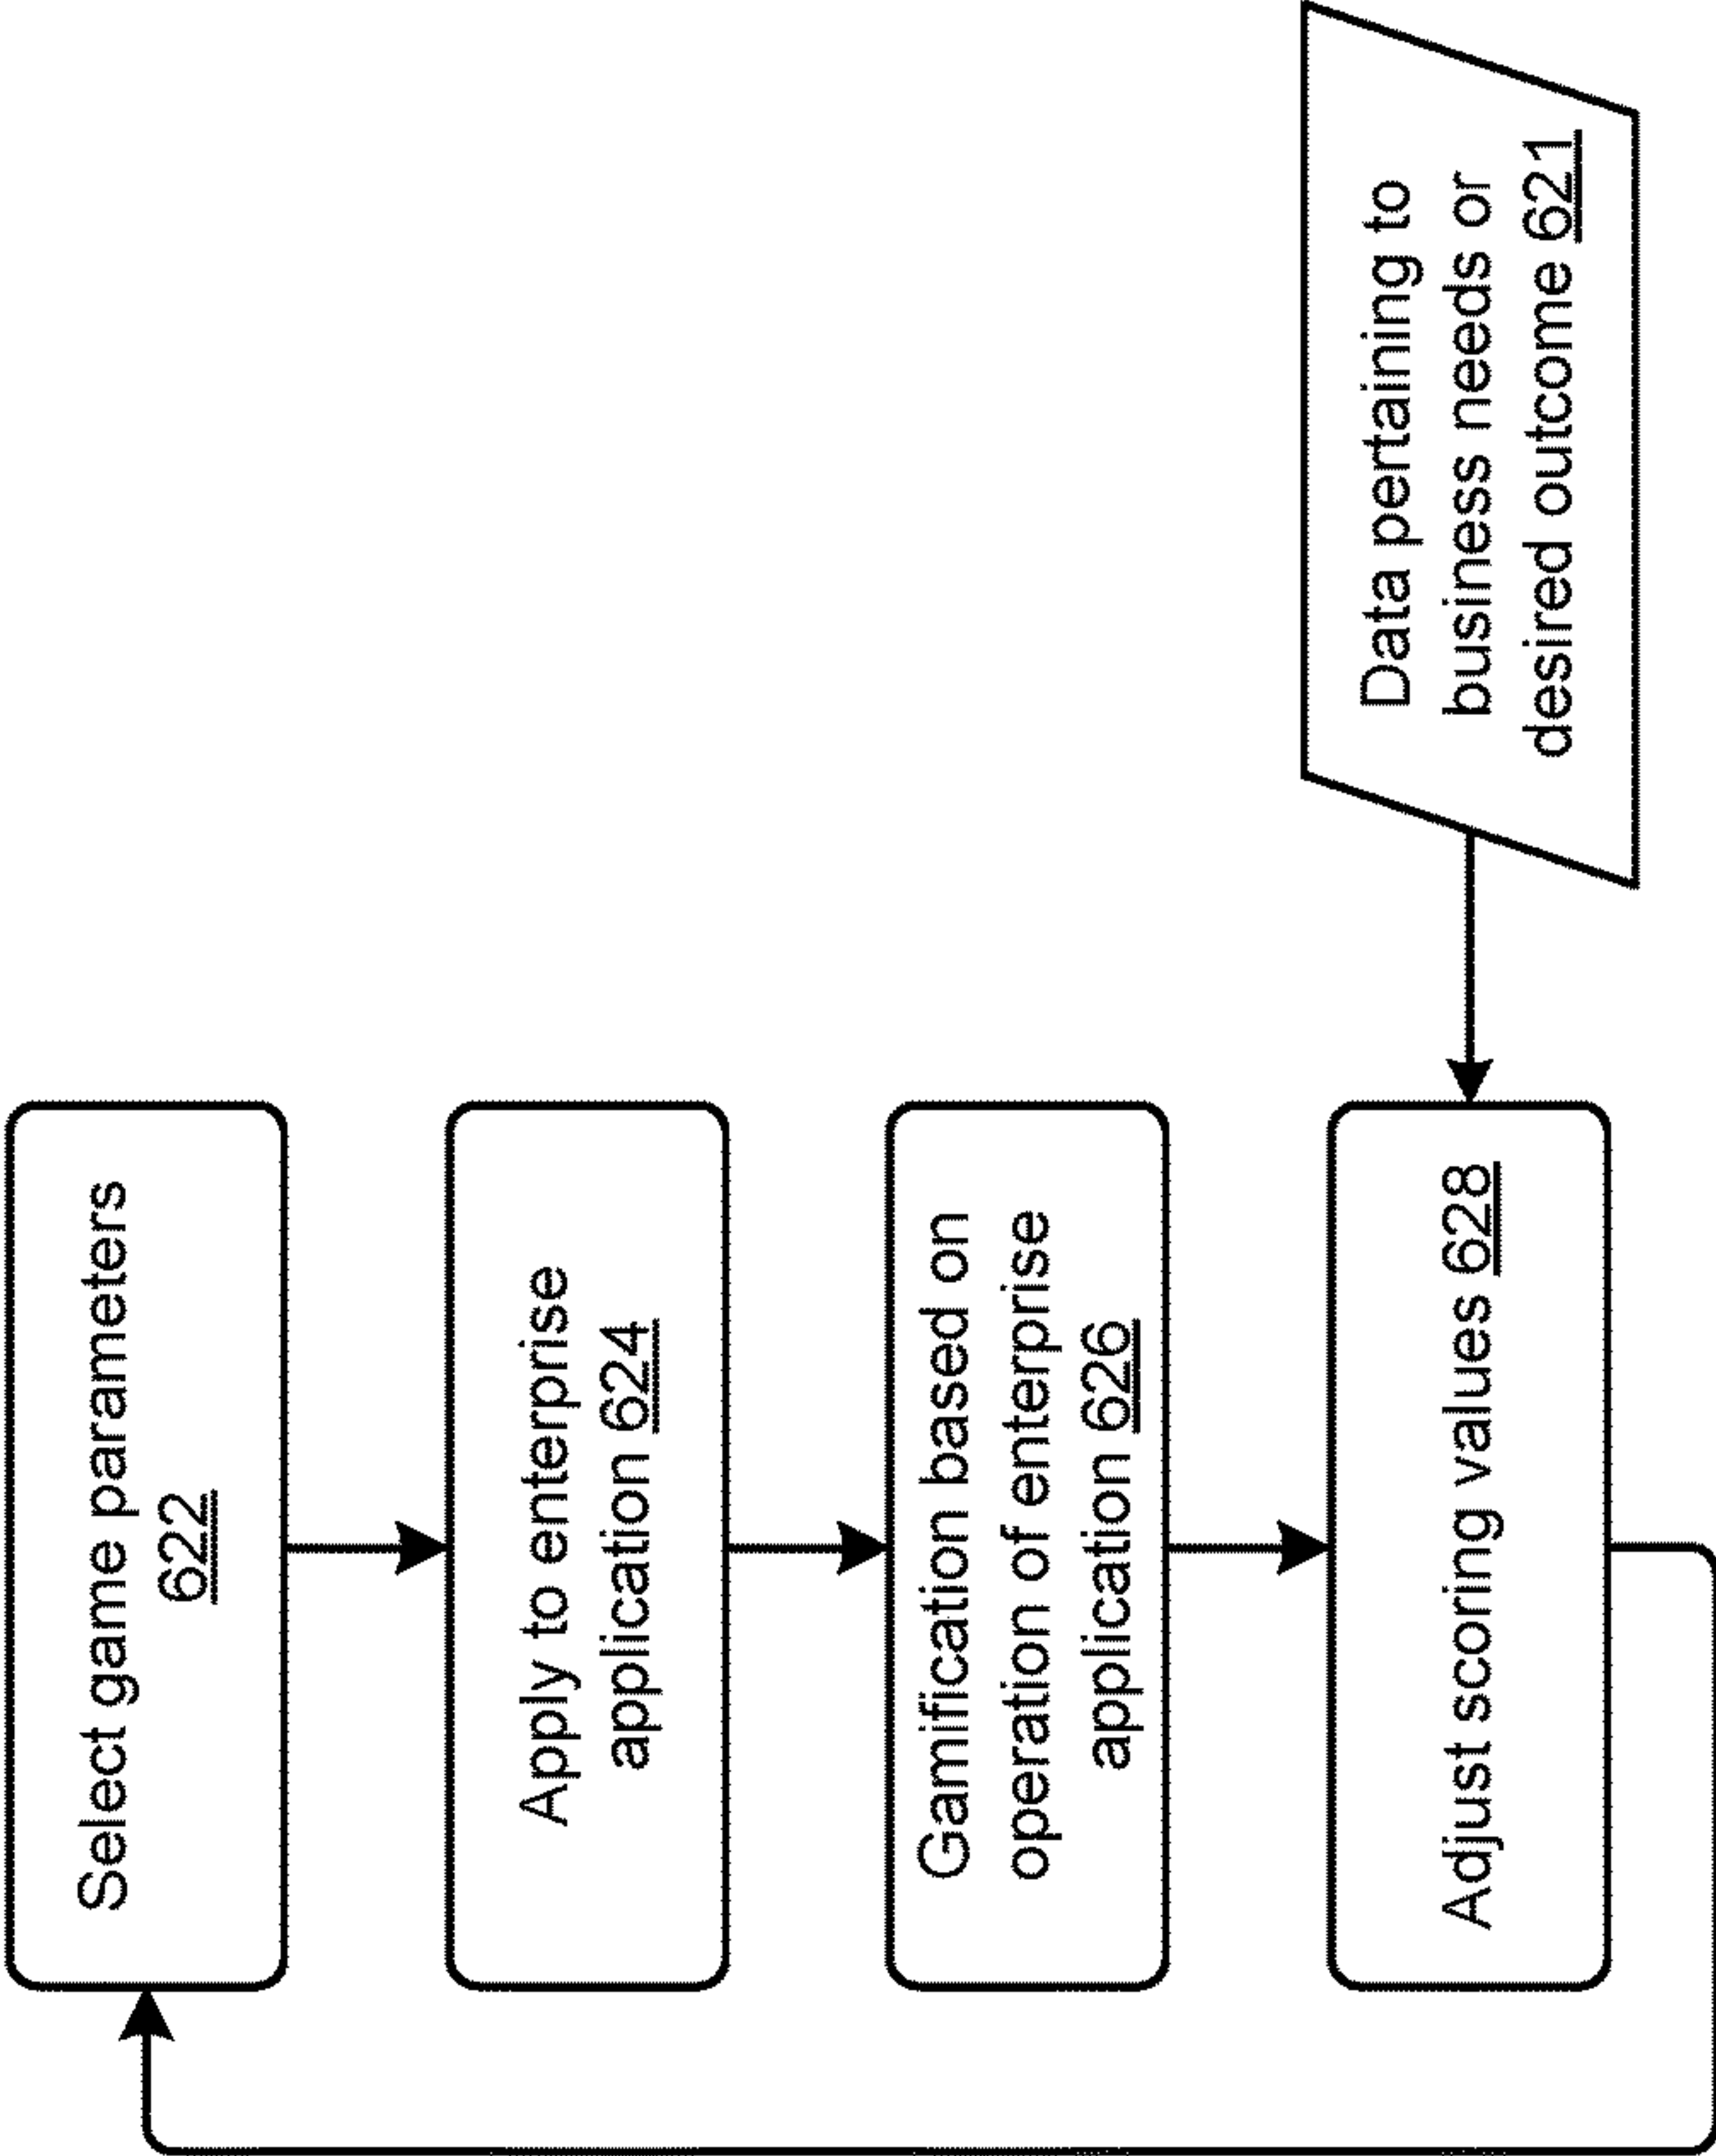 Select game parameters
622
Apply to enterprise
application 624
Gamification based on
operation of enterprise
application 626
Adjust scoring values 628
Data pertaining to
business needs or
desired outcome 621